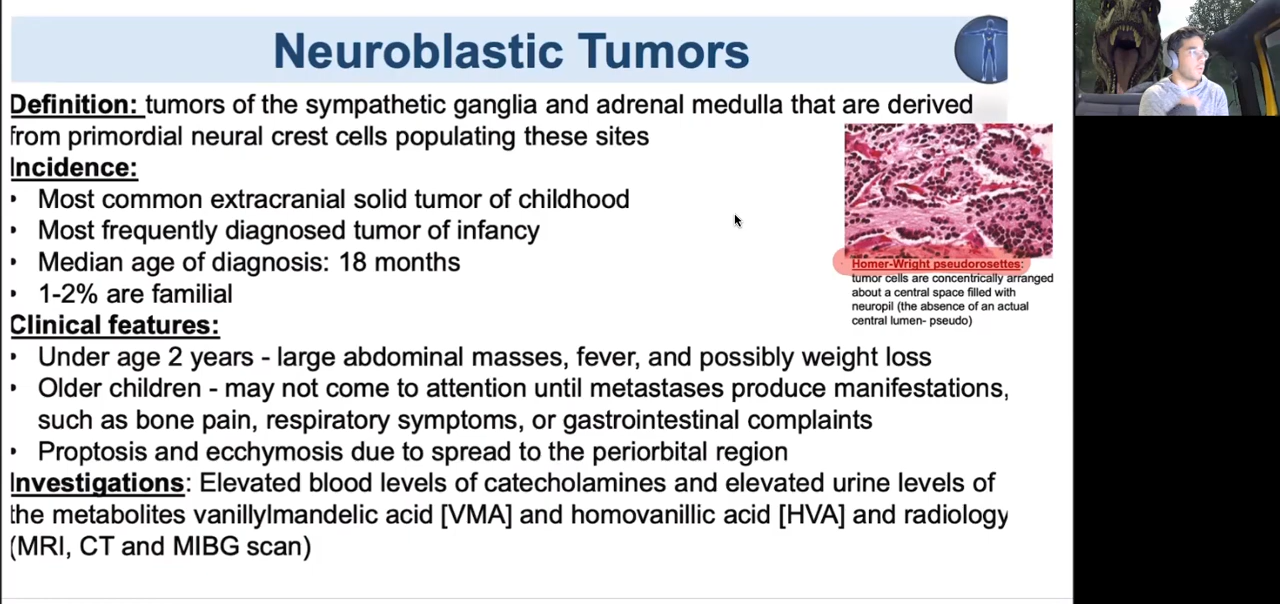 Neuroblastic Tumors
Definition: tumors of the sympathetic ganglia and adrenal medulla that are derived
from primordial neural crest cells populating these sites
Incidence:
• Most common extracranial solid tumor of childhood
• Most frequently diagnosed tumor of infancy
• Median age of diagnosis: 18 months
• 1-2% are familial
Clinical features:
• Under age 2 years - large abdominal masses, fever, and possibly weight loss
• Older children - may not come to attention until metastases produce manifestations,
such as bone pain, respiratory symptoms, or gastrointestinal complaints
• Proptosis and ecchymosis due to spread to the periorbital region
Investigations: Elevated blood levels of catecholamines and elevated urine levels of
the metabolites vanillylmandelic acid [VMA] and homovanillic acid [HVA] and radiology
(MRI, CT and MIBG scan)
Homer-Wright pseudorosettes:
tumor cells are concentrically arranged
about a central space filled with
neuropil (the absence of an actual
central lumen- pseudo)